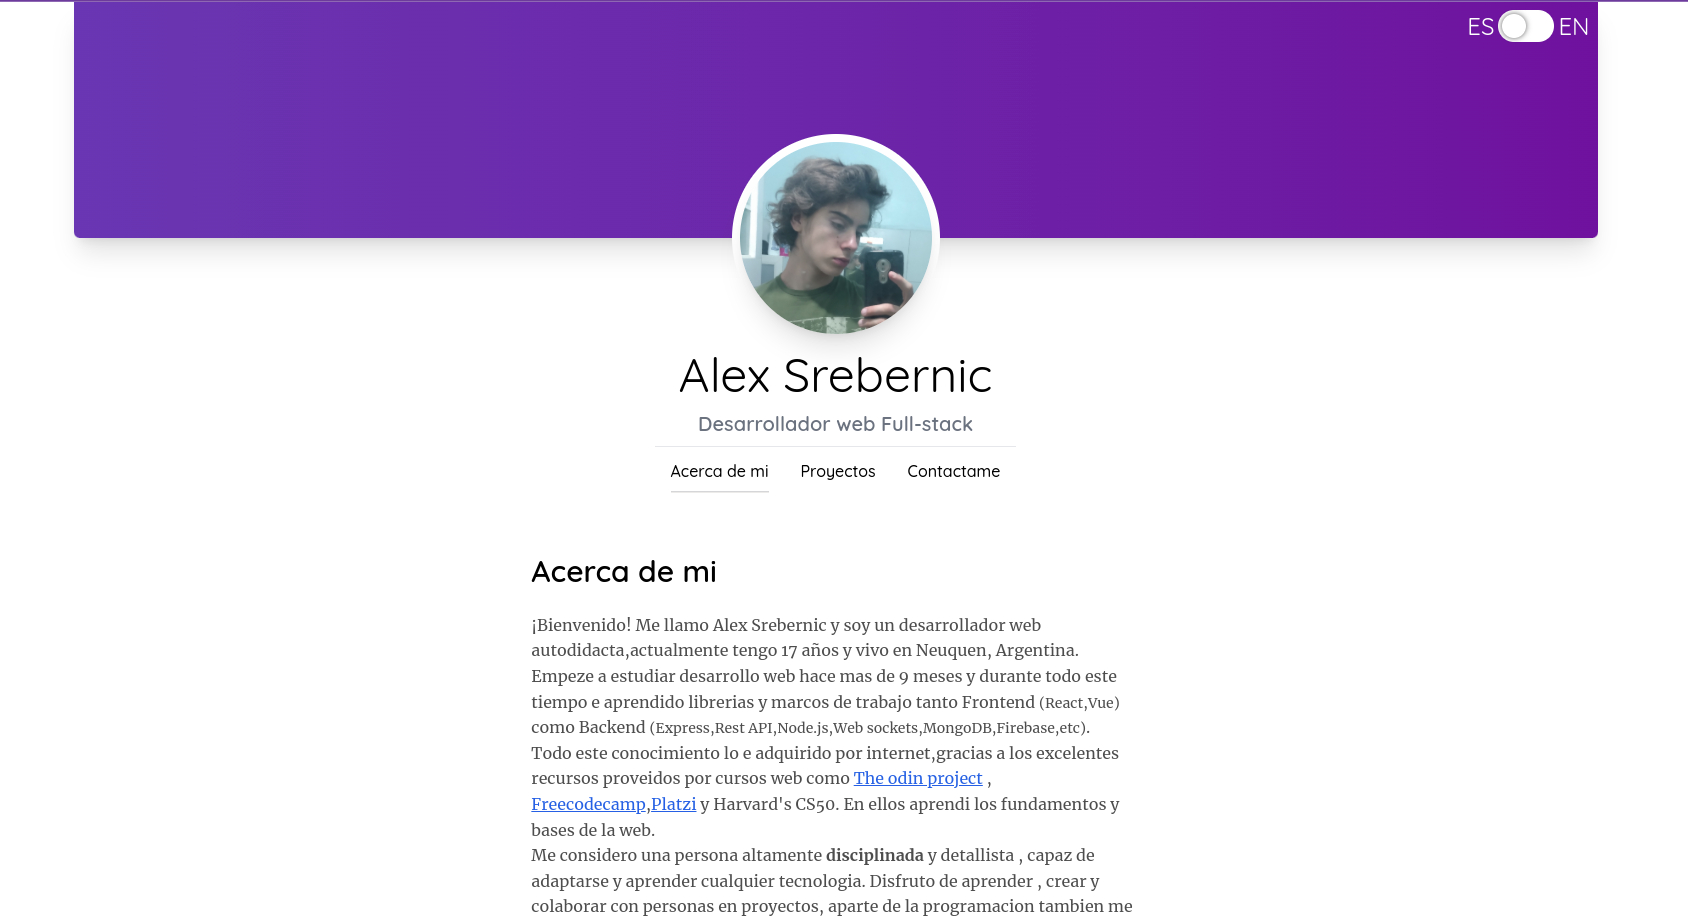 ES EN
Alex Srebernic
Desarrollador web Full-stack
Acerca de mi Proyectos Contactame
Acerca de mi
¡Bienvenido! Me llamo Alex Srebernic y soy un desarrollador web
autodidacta,actualmente tengo 17 años y vivo en Neuquen, Argentina.
Empeze a estudiar desarrollo web hace mas de 9 meses y durante todo este
tiempo e aprendido librerias y marcos de trabajo tanto Frontend (React,Vue)
como Backend (Express,Rest API,Node.js,Web sockets,MongoDB,Firebase,etc).
Todo este conocimiento lo e adquirido por internet,gracias a los excelentes
recursos proveidos por cursos web como The odin project ,
Freecodecamp,Platzi y Harvard's CS50. En ellos aprendi los fundamentos y
bases de la web.
Me considero una persona altamente disciplinada y detallista , capaz de
adaptarse y aprender cualquier tecnologia. Disfruto de aprender , crear y
colaborar con personas en proyectos, aparte de la programacion tambien me